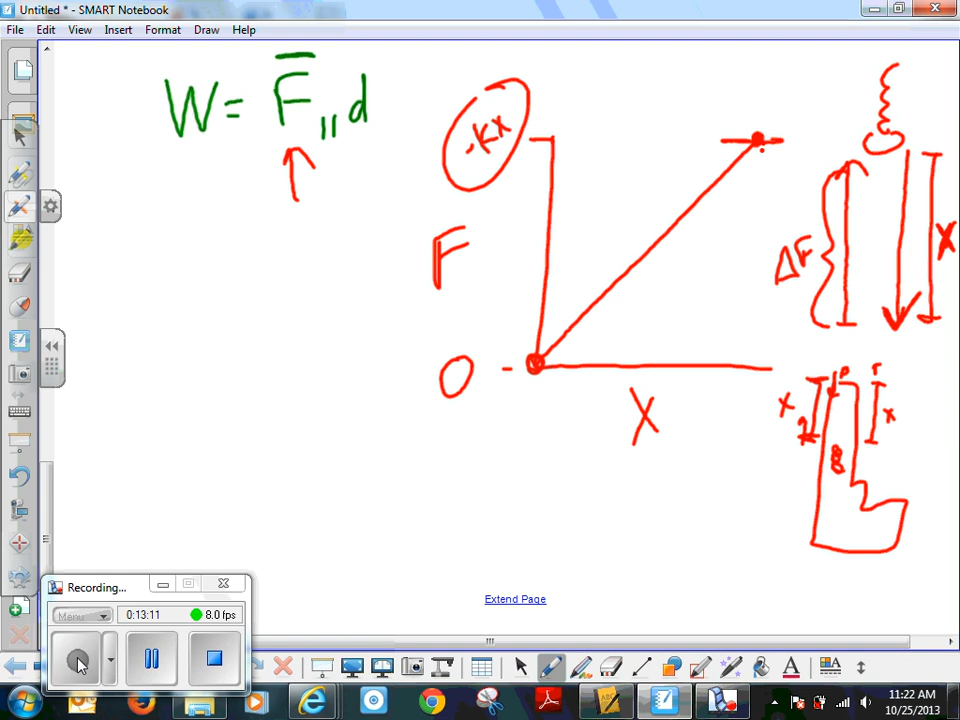 Untitled * - SMART Notebook
File Edit View Insert Format Draw Help
W = F̅ ‖ d
-kx
F
ΔF
X
O
X
x
x
Recording...
Menu
0:13:11
8.0 fps
Extend Page
11:22 AM
10/25/2013